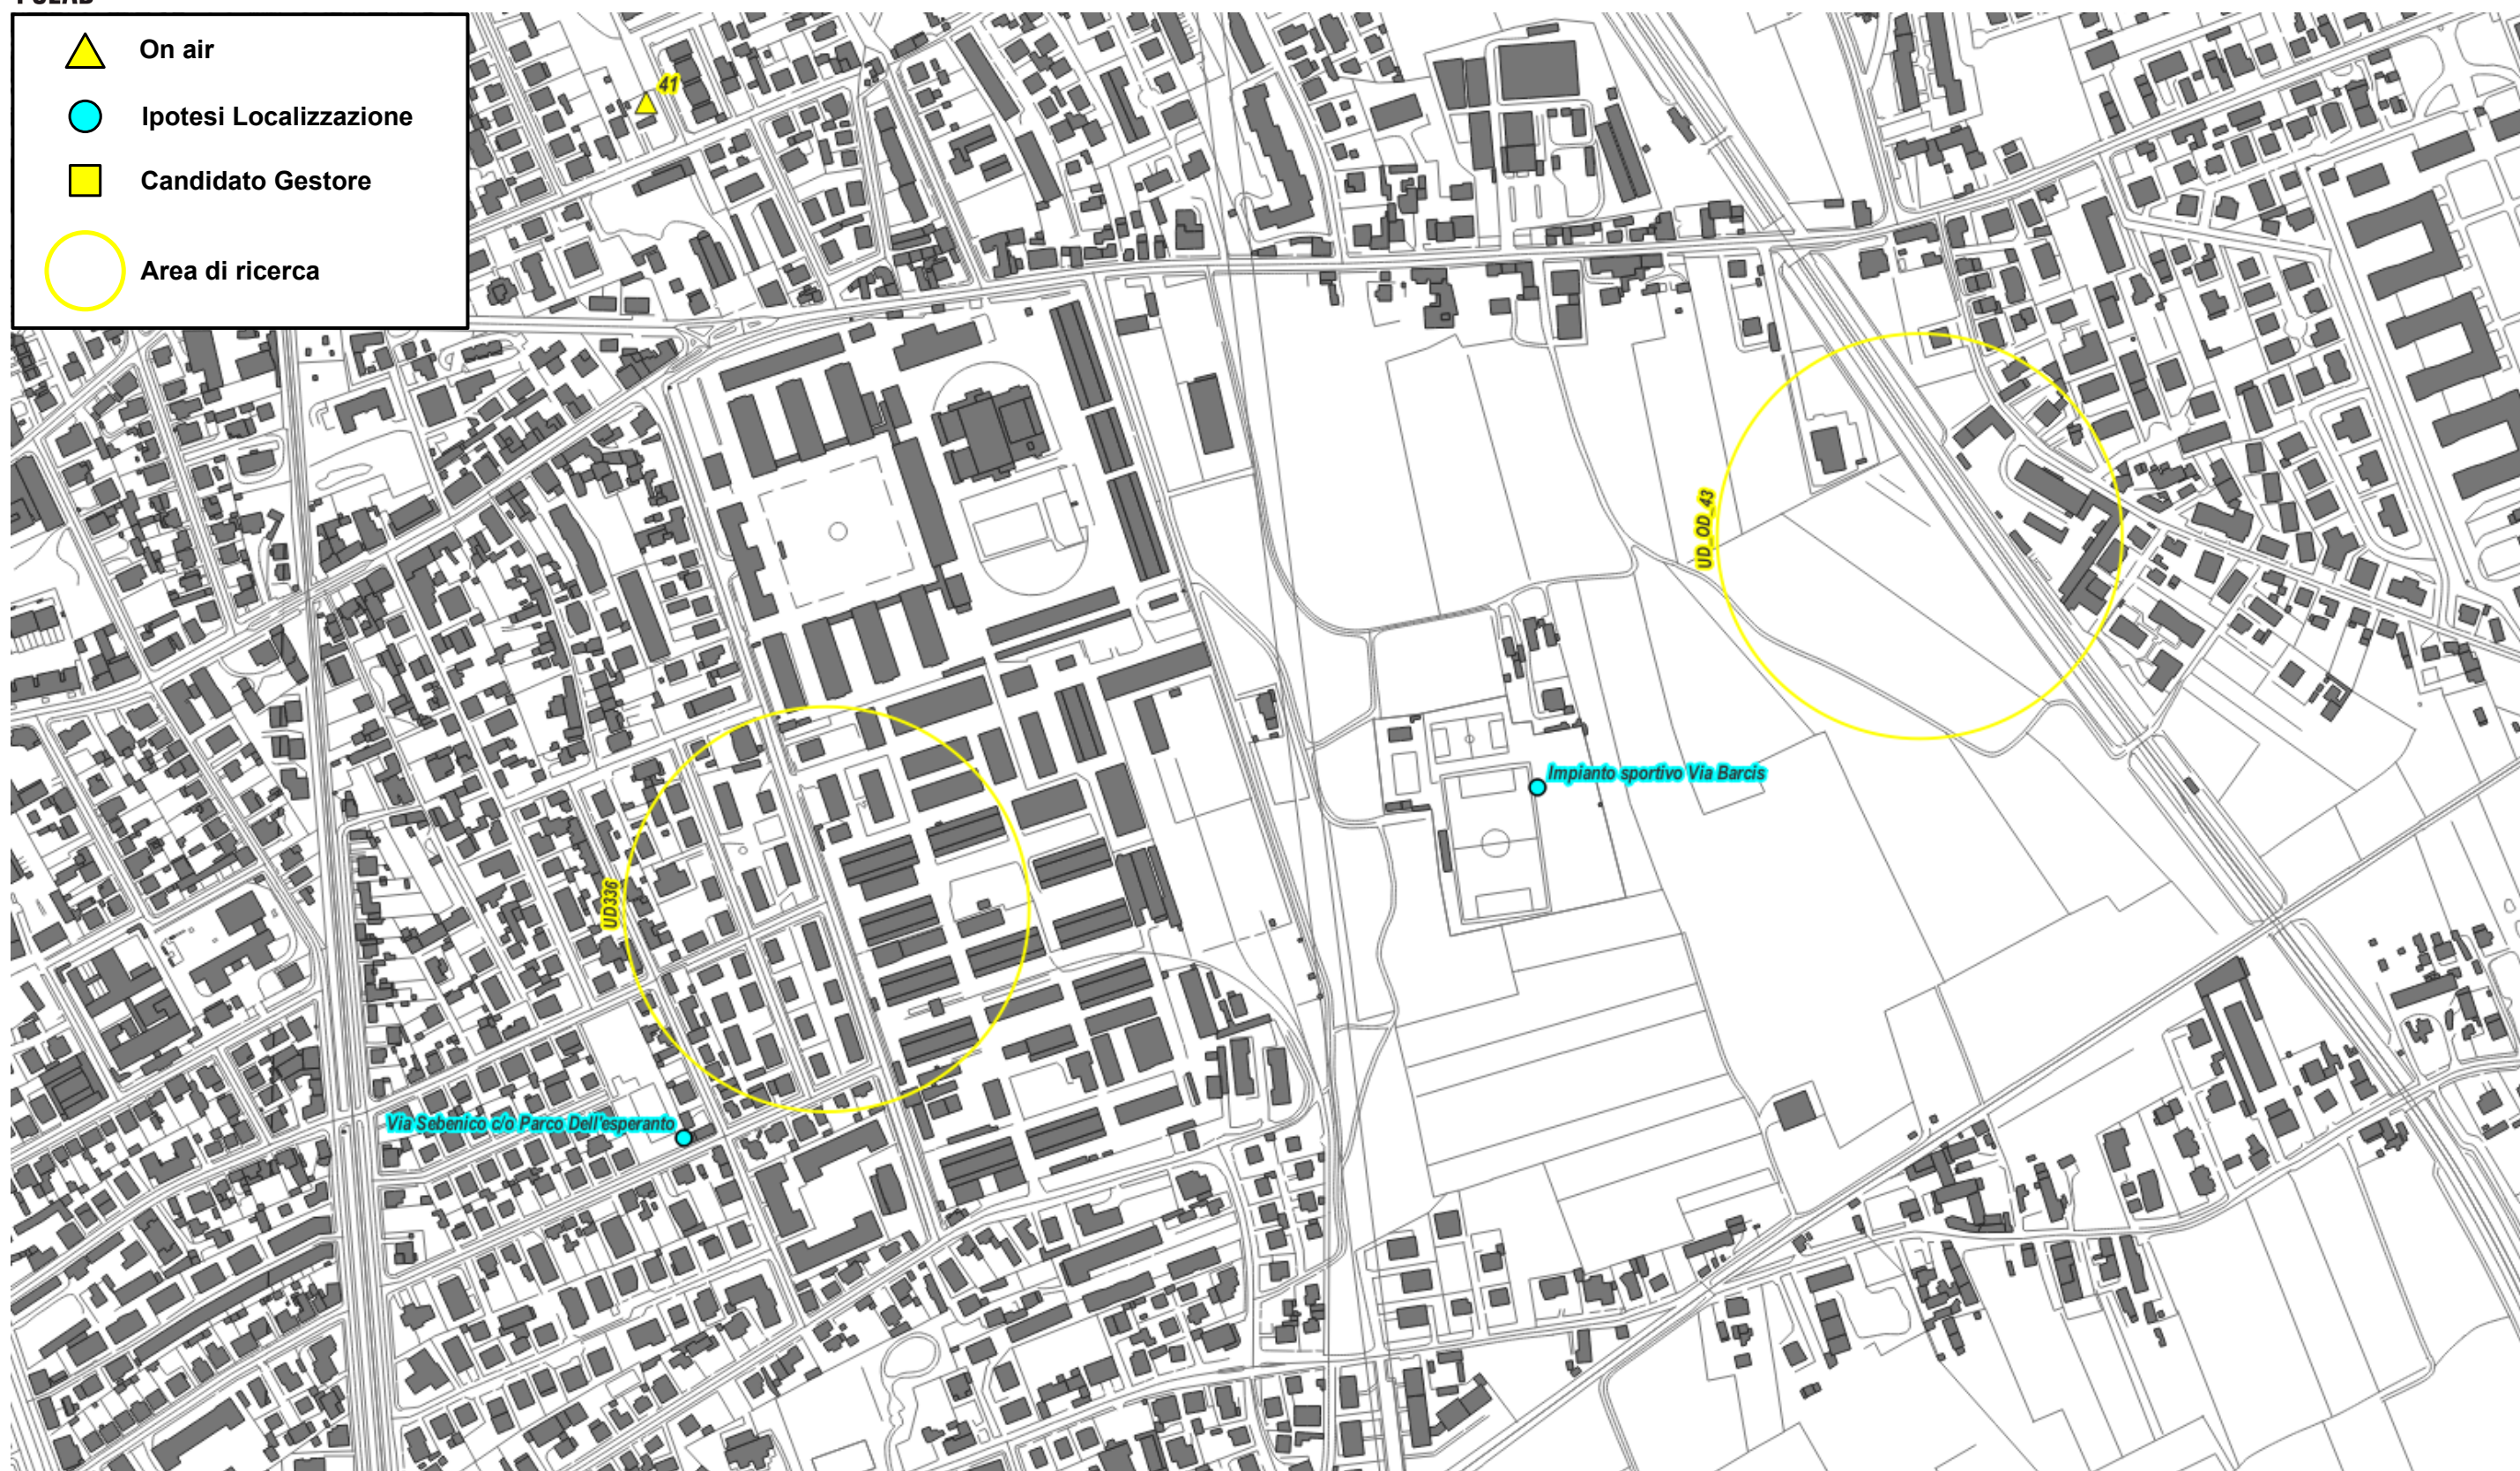 On air
Ipotesi Localizzazione
Candidato Gestore
Area di ricerca
41
UD_OD_43
Impianto sportivo Via Barcis
UD336
Via Sebenico c/o Parco Dell'esperanto